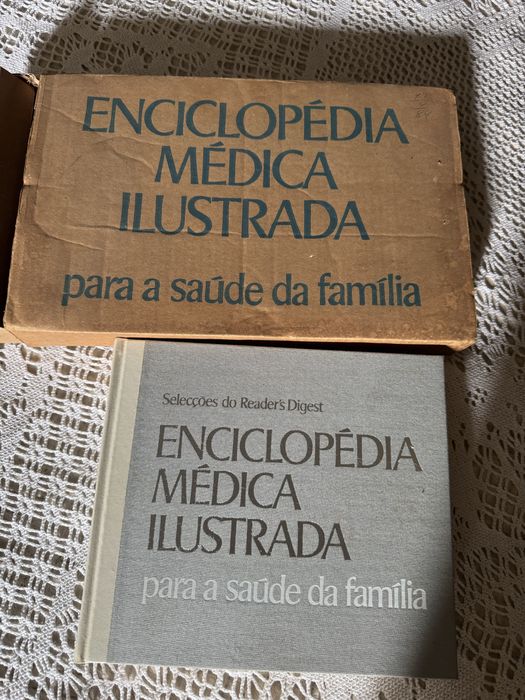 ENCICLOPÉDIA
MÉDICA
ILUSTRADA
para a saúde da família
Selecções do Reader's Digest
ENCICLOPÉDIA
MÉDICA
ILUSTRADA
para a saúde da família